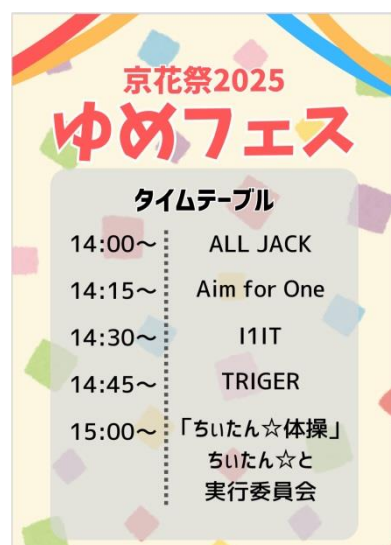 京花祭2025
ゆめフェス
タイムテーブル
14:00～ ALL JACK
14:15～ Aim for One
14:30～ I1IT
14:45～ TRIGER
15:00～ 「ちぃたん☆体操」
ちぃたん☆と
実行委員会